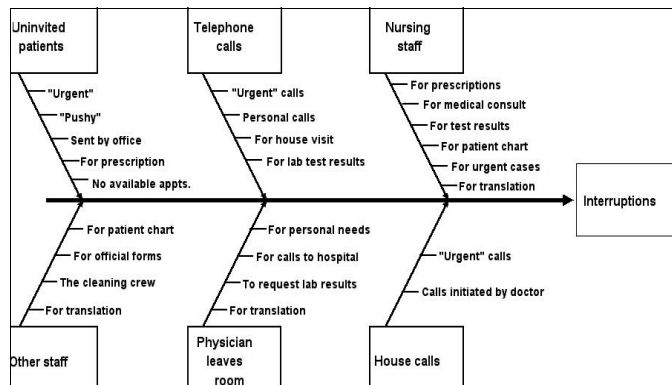 Uninvited
patients
Telephone
calls
Nursing
staff
"Urgent"
"Pushy"
Sent by office
For prescription
No available appts.
"Urgent" calls
Personal calls
For house visit
For lab test results
For prescriptions
For medical consult
For test results
For patient chart
For urgent cases
For translation
Interruptions
For patient chart
For official forms
The cleaning crew
For translation
For personal needs
For calls to hospital
To request lab results
For translation
"Urgent" calls
Calls initiated by doctor
Other staff
Physician
leaves
room
House calls